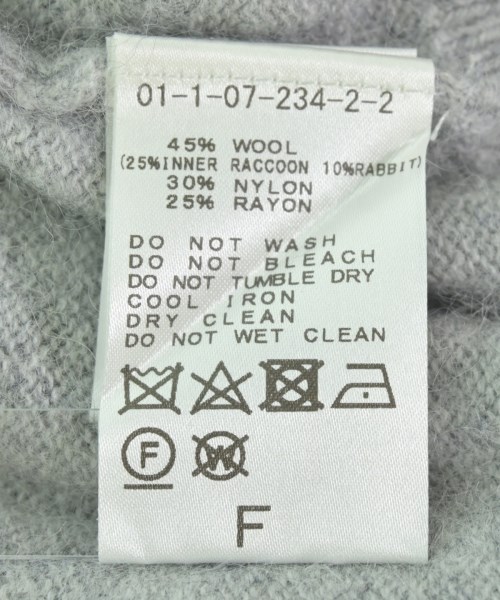 01-1-07-234-2-2
45% WOOL
(25%INNER RACCOON 10%RABBIT)
30% NYLON
25% RAYON
DO NOT WASH
DO NOT BLEACH
DO NOT TUMBLE DRY
COOL IRON
DRY CLEAN
DO NOT WET CLEAN
F W
F